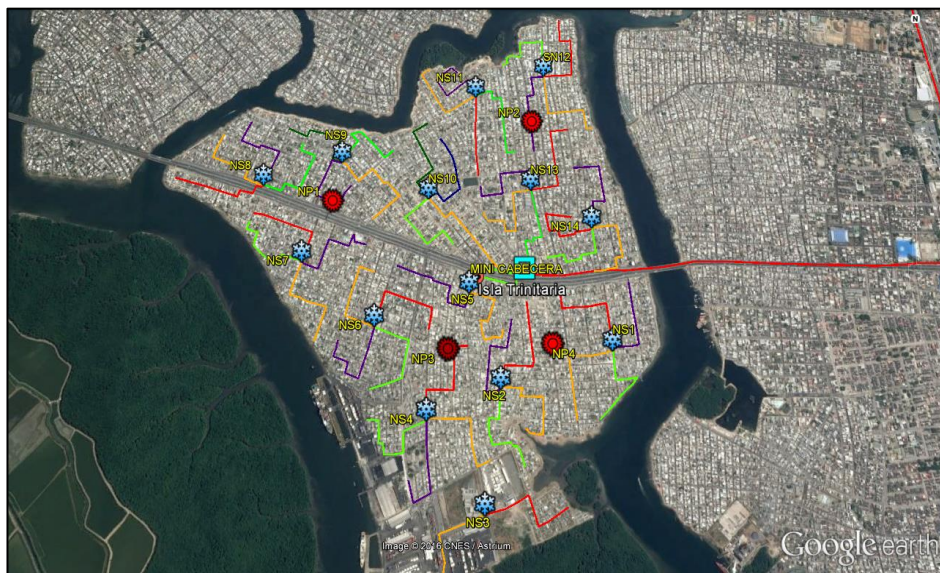 N
SN12
NS11
NP2
NS9
NS8
NS13
NS10
NP1
NS14
NS7
MINI CABECERA
NS5
Isla Trinitaria
NS6
NS1
NP3
NP4
NS2
NS4
NS3
Image © 2016 CNES / Astrium
Google earth